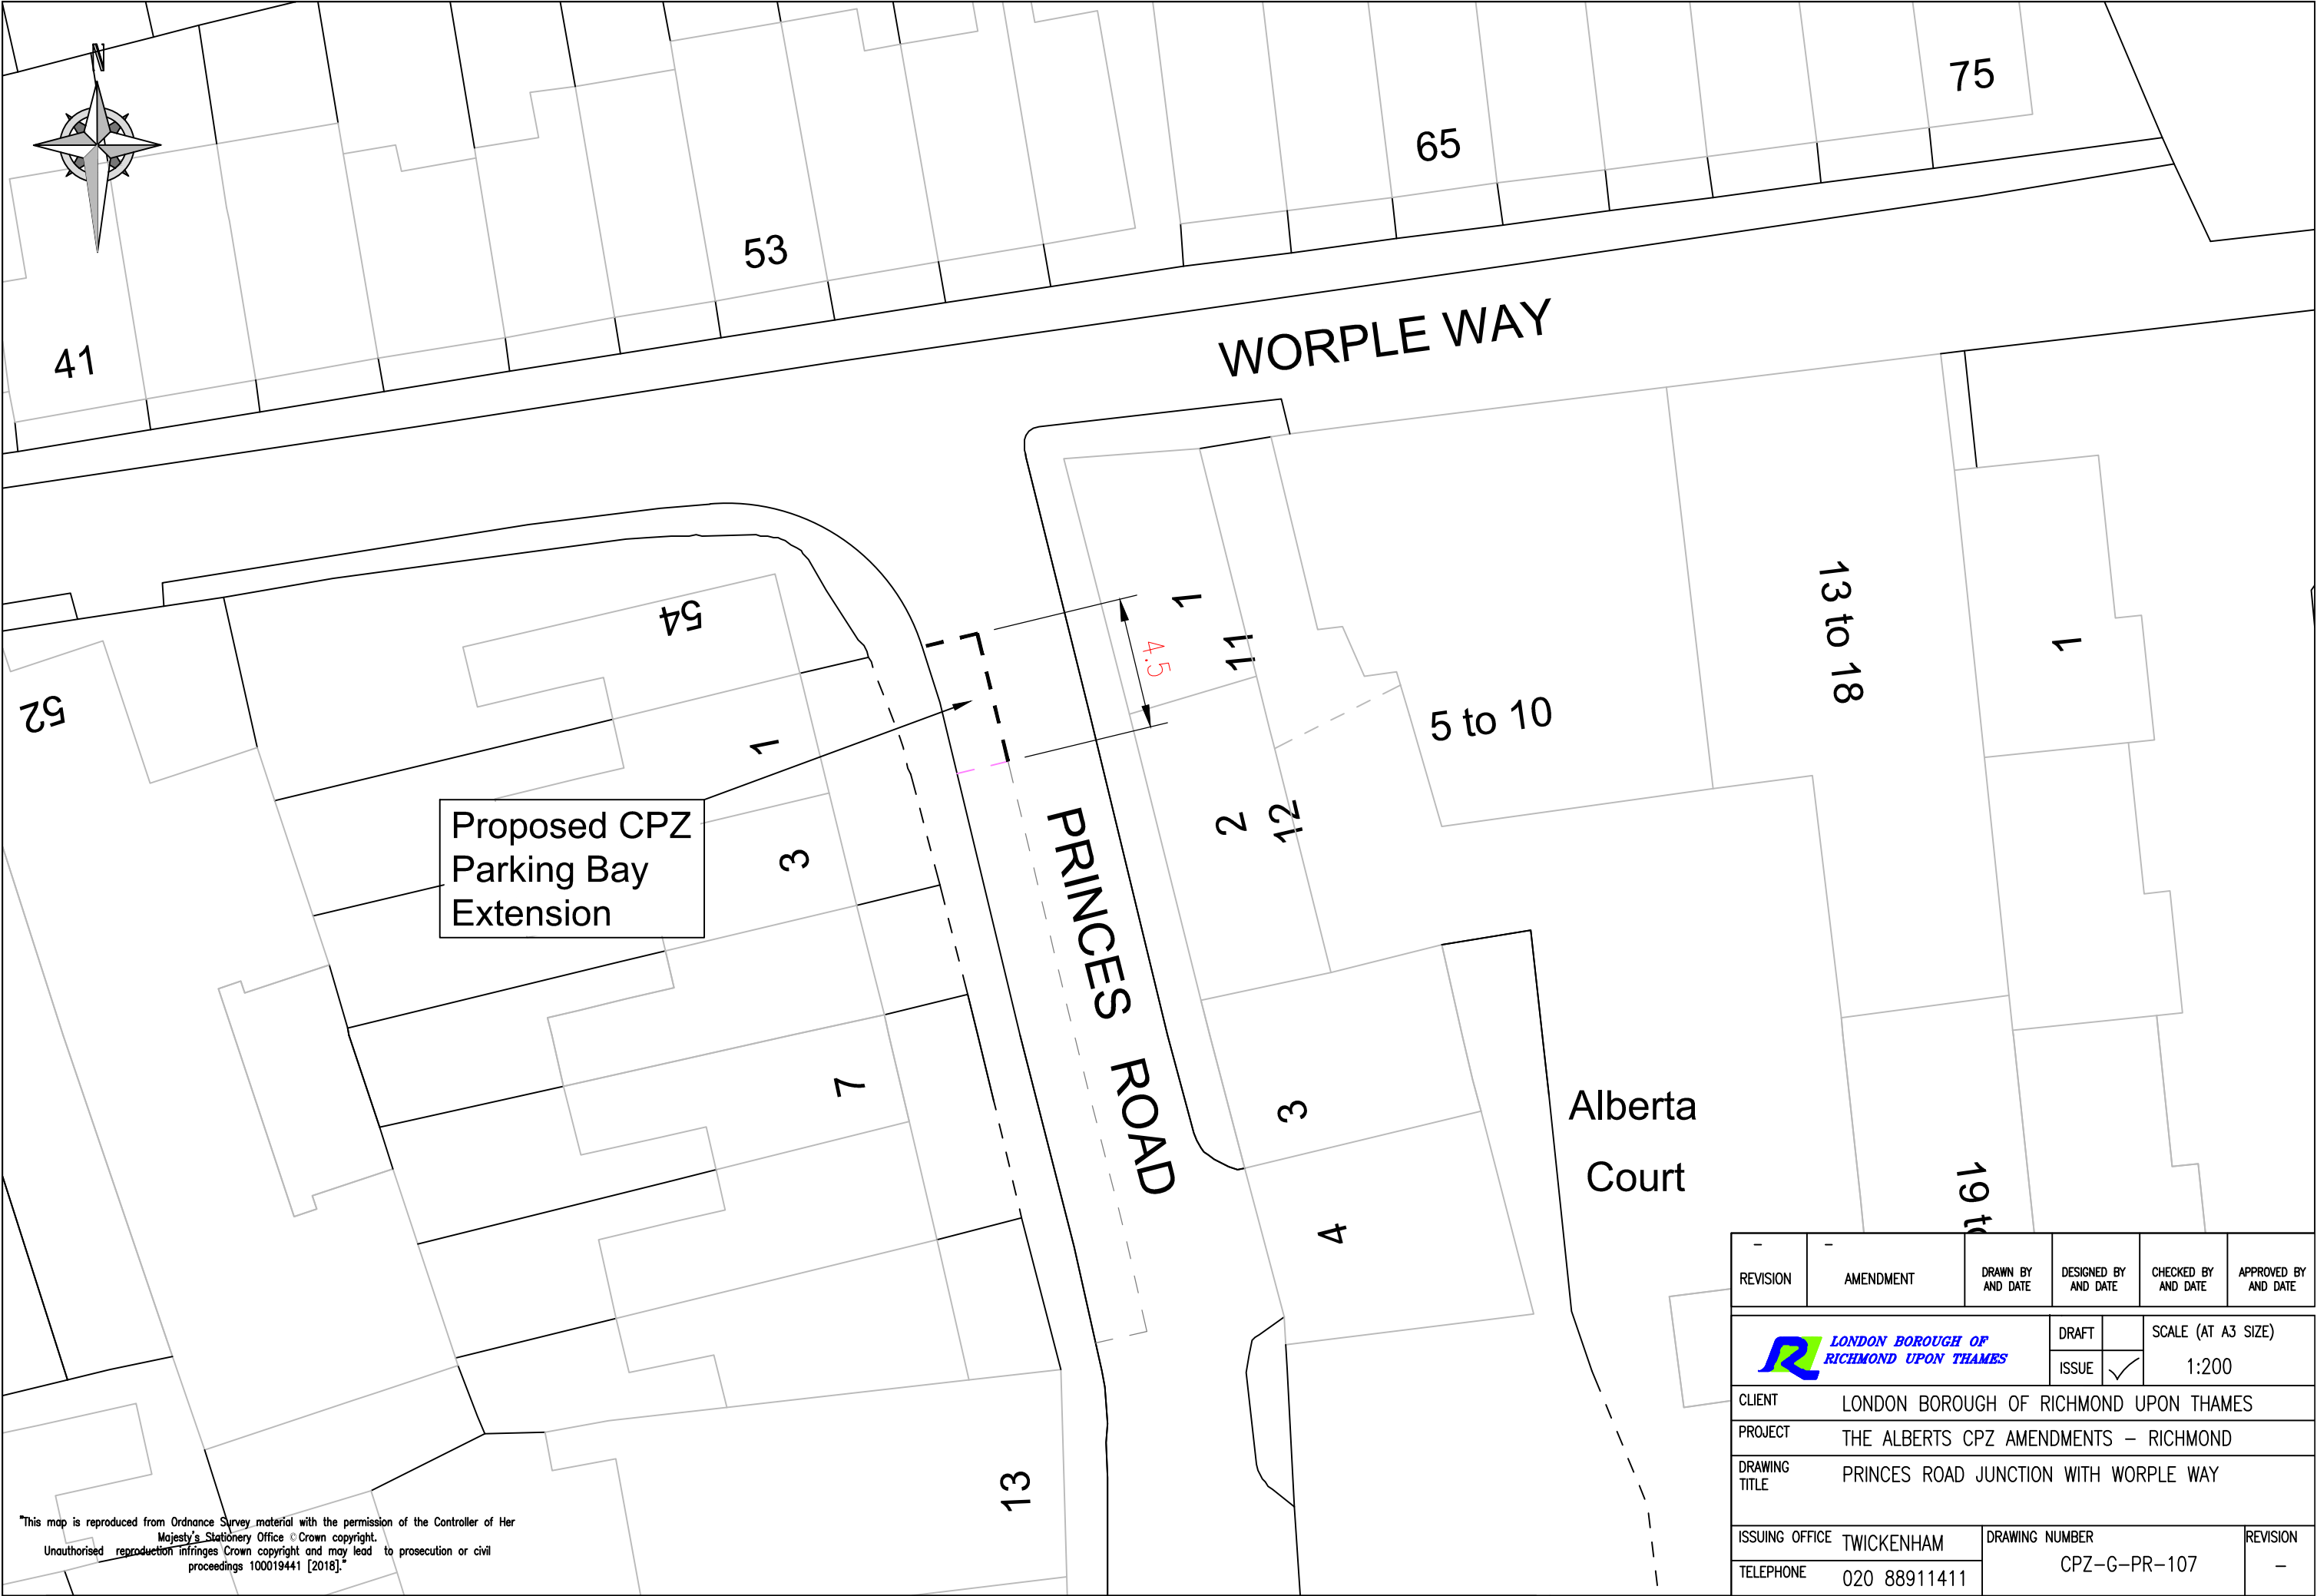 N
75
65
53
41
WORPLE WAY
54
52
1
4.5
11
13 to 18
1
5 to 10
1
2
12
Proposed CPZ
Parking Bay
Extension
3
PRINCES ROAD
7
3
Alberta
Court
4
13
REVISION
AMENDMENT
DRAWN BY
AND DATE
DESIGNED BY
AND DATE
CHECKED BY
AND DATE
APPROVED BY
AND DATE
LONDON BOROUGH OF
RICHMOND UPON THAMES
DRAFT
ISSUE
SCALE (AT A3 SIZE)
1:200
CLIENT LONDON BOROUGH OF RICHMOND UPON THAMES
PROJECT THE ALBERTS CPZ AMENDMENTS – RICHMOND
DRAWING
TITLE
PRINCES ROAD JUNCTION WITH WORPLE WAY
ISSUING OFFICE TWICKENHAM
TELEPHONE 020 88911411
DRAWING NUMBER
CPZ-G-PR-107
REVISION
–
"This map is reproduced from Ordnance Survey material with the permission of the Controller of Her
Majesty's Stationery Office © Crown copyright.
Unauthorised reproduction infringes Crown copyright and may lead to prosecution or civil
proceedings 100019441 [2018]."